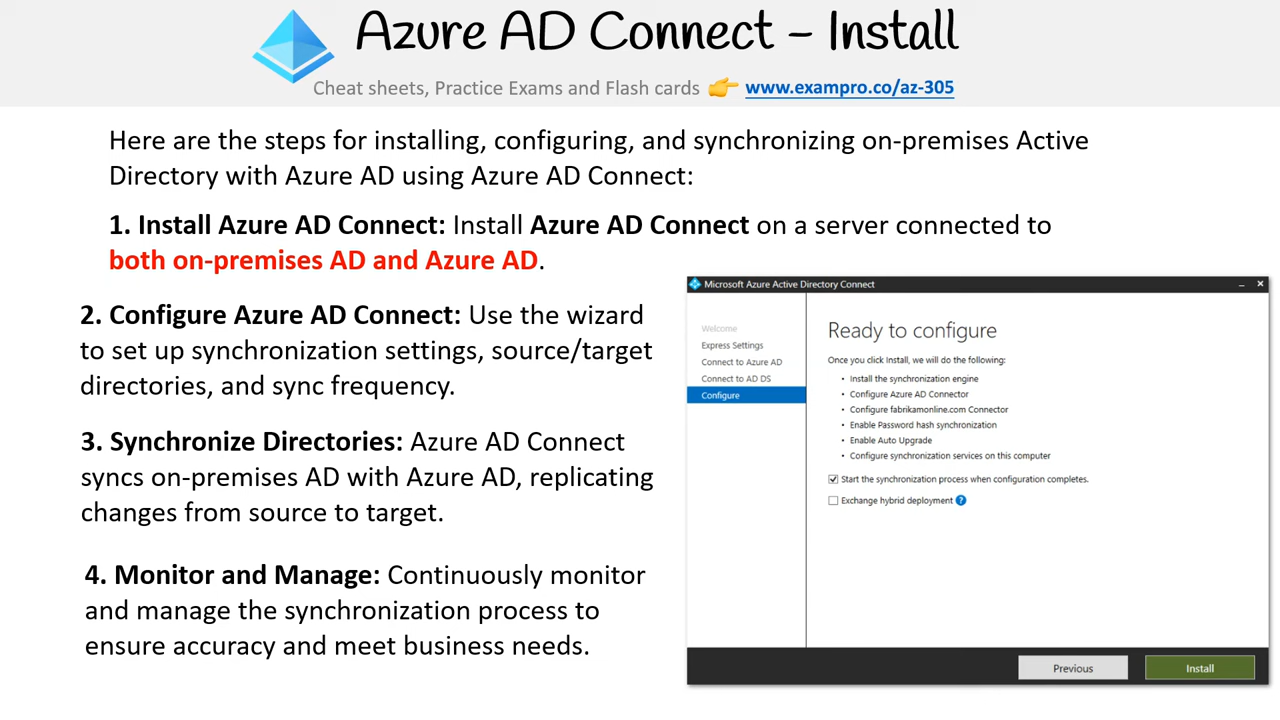 Azure AD Connect – Install
Cheat sheets, Practice Exams and Flash cards 👉 www.exampro.co/az-305
Here are the steps for installing, configuring, and synchronizing on-premises Active
Directory with Azure AD using Azure AD Connect:
1. Install Azure AD Connect: Install Azure AD Connect on a server connected to
both on-premises AD and Azure AD.
2. Configure Azure AD Connect: Use the wizard
to set up synchronization settings, source/target
directories, and sync frequency.
3. Synchronize Directories: Azure AD Connect
syncs on-premises AD with Azure AD, replicating
changes from source to target.
4. Monitor and Manage: Continuously monitor
and manage the synchronization process to
ensure accuracy and meet business needs.
Microsoft Azure Active Directory Connect
Welcome
Express Settings
Connect to Azure AD
Connect to AD DS
Configure
Ready to configure
Once you click Install, we will do the following:
• Install the synchronization engine
• Configure Azure AD Connector
• Configure fabrikamonline.com Connector
• Enable Password hash synchronization
• Enable Auto Upgrade
• Configure synchronization services on this computer
Start the synchronization process when configuration completes.
Exchange hybrid deployment ?
Previous
Install